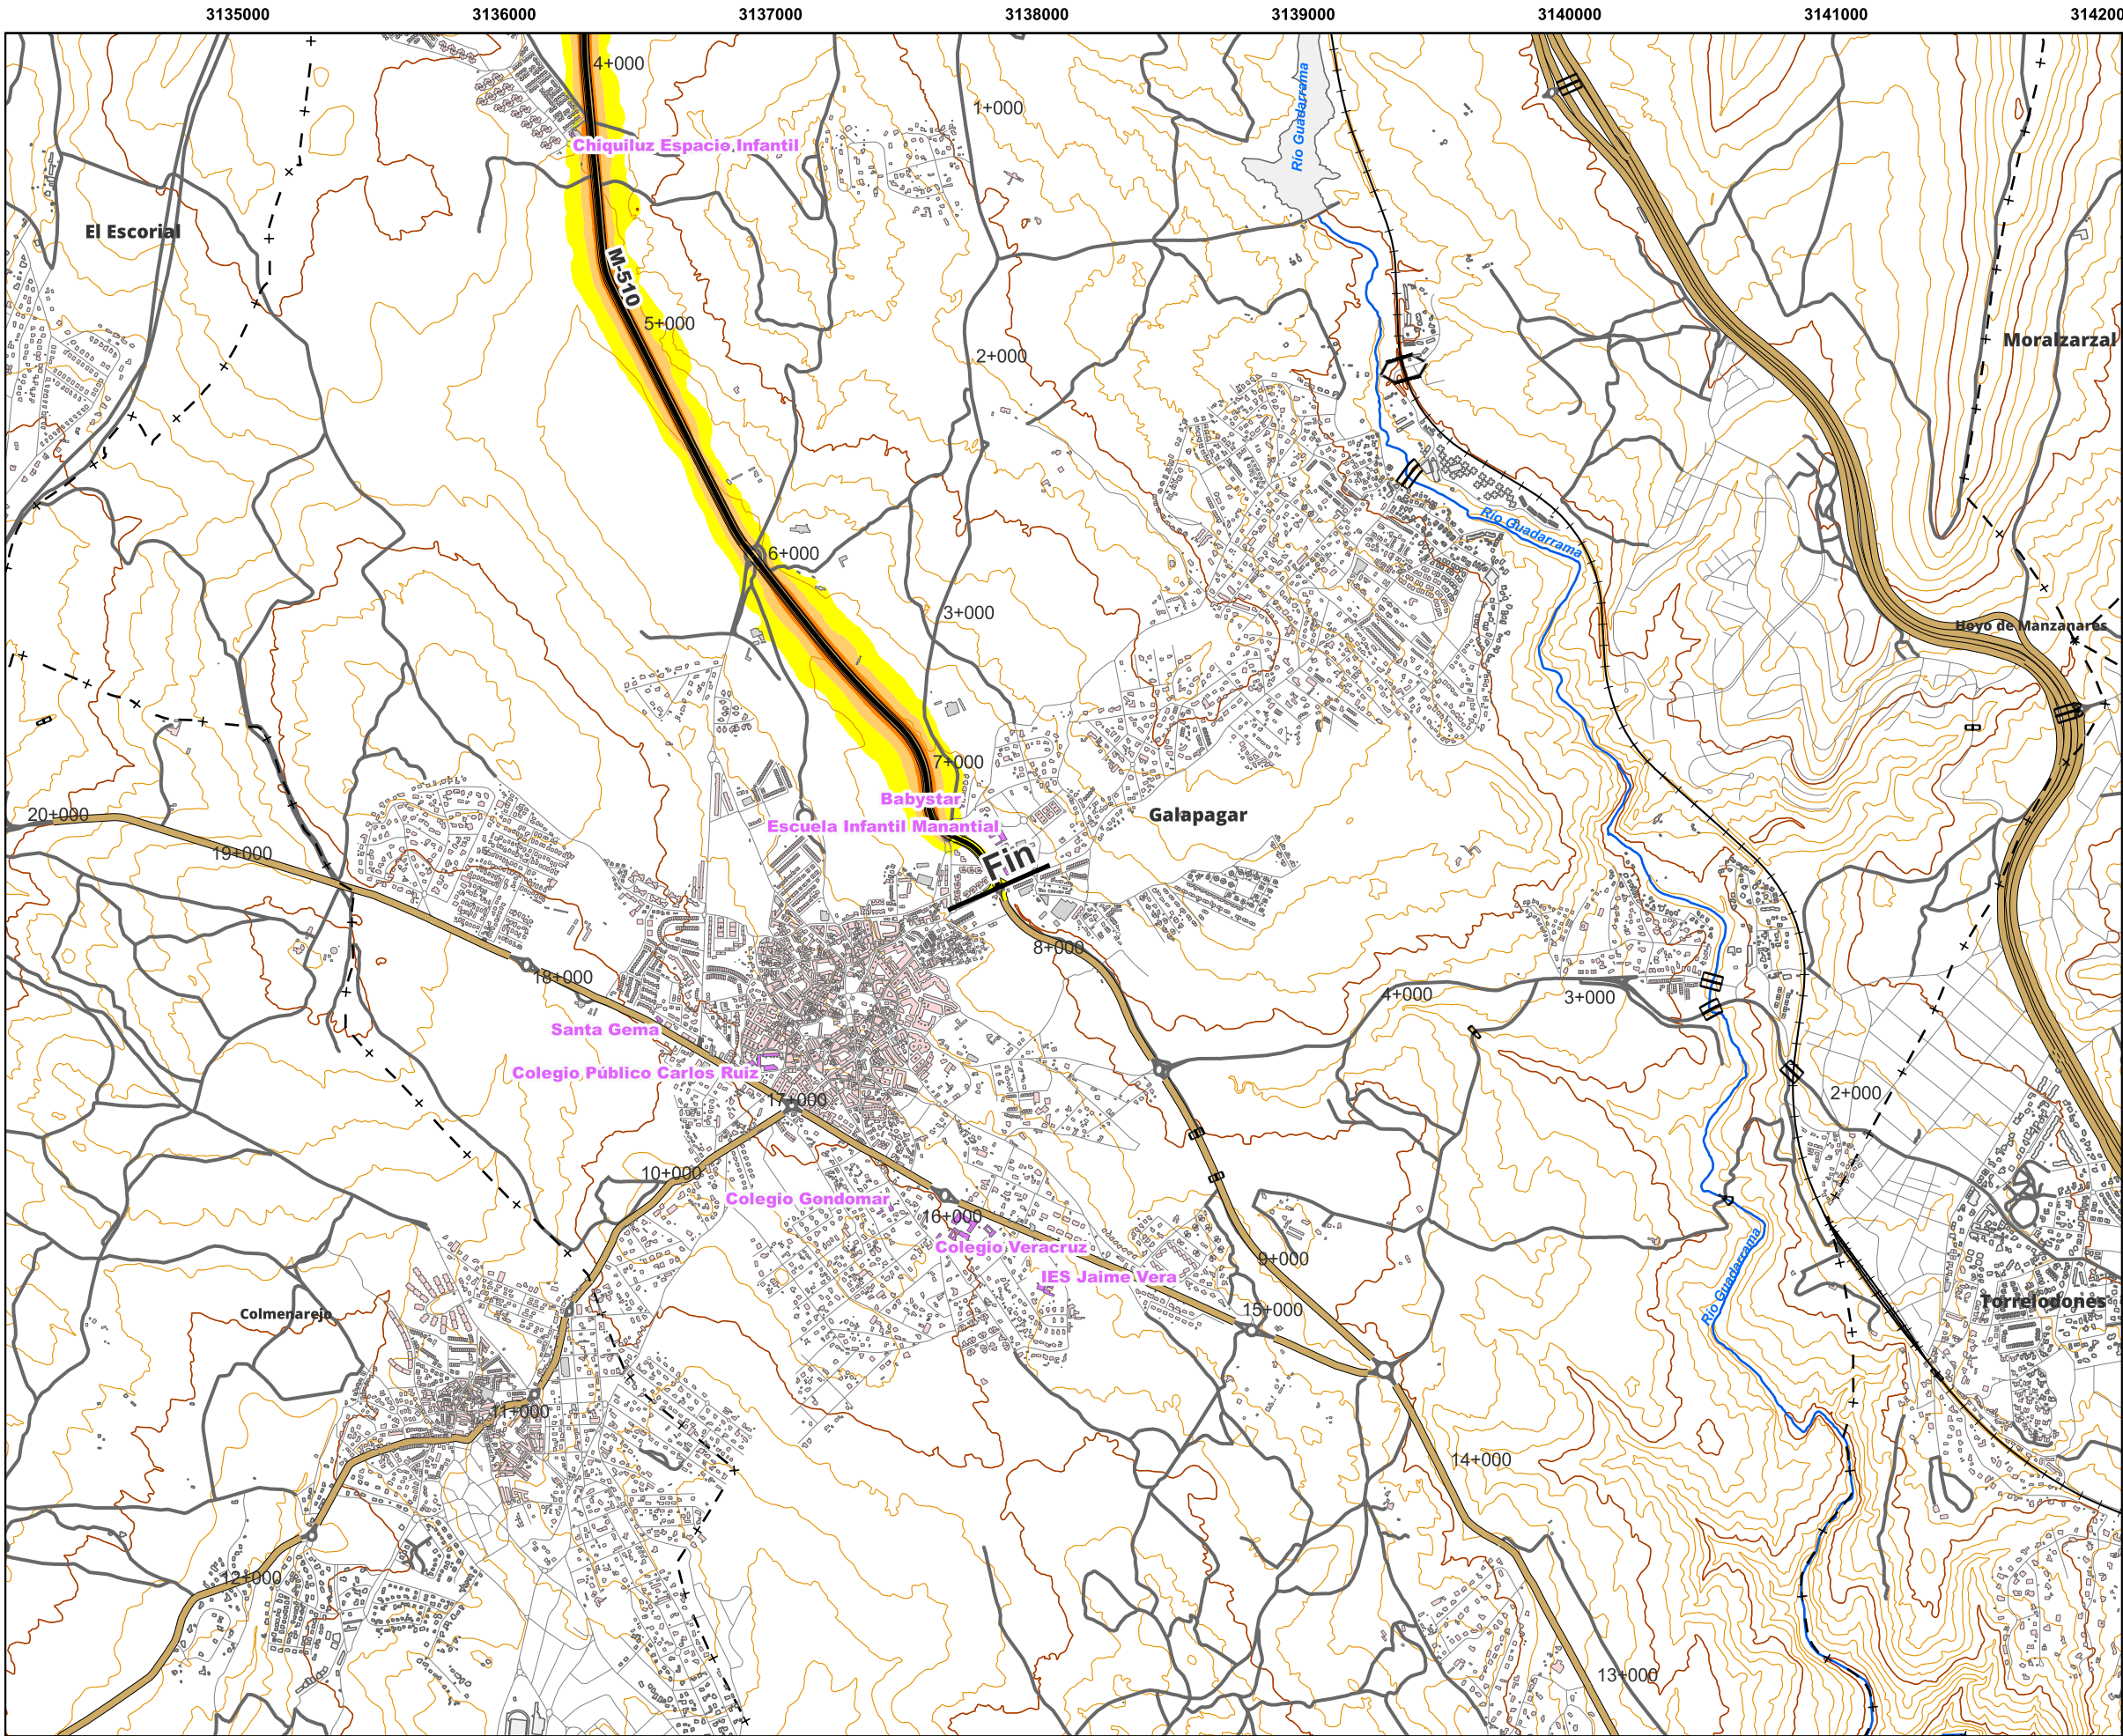 3135000 3136000 3137000 3138000 3139000 3140000 3141000 3142000
4+000
Río Guadarrama
1+000
Chiquiluz Espacio Infantil
El Escorial
M-510
5+000
Moralzarzal
2+000
Río Guadarrama
6+000
3+000
Hoyo de Manzanares
7+000
Babystar
20+000
Galapagar
Escuela Infantil Manantial
19+000
Fin
8+000
18+000
4+000
3+000
Santa Gema
Colegio Público Carlos Ruiz
2+000
17+000
10+000
Colegio Gondomar
16+000
Colegio Veracruz
9+000
IES Jaime Vera
Río Guadarrama
Torrelodones
15+000
Colmenarejo
11+000
14+000
12+000
13+000